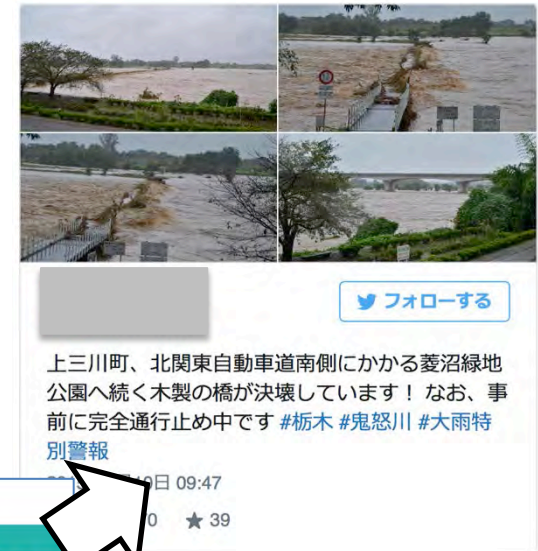 フォローする
上三川町、北関東自動車道南側にかかる菱沼緑地
公園へ続く木製の橋が決壊しています！ なお、事
前に完全通行止め中です #栃木 #鬼怒川 #大雨特
別警報
日 09:47
39